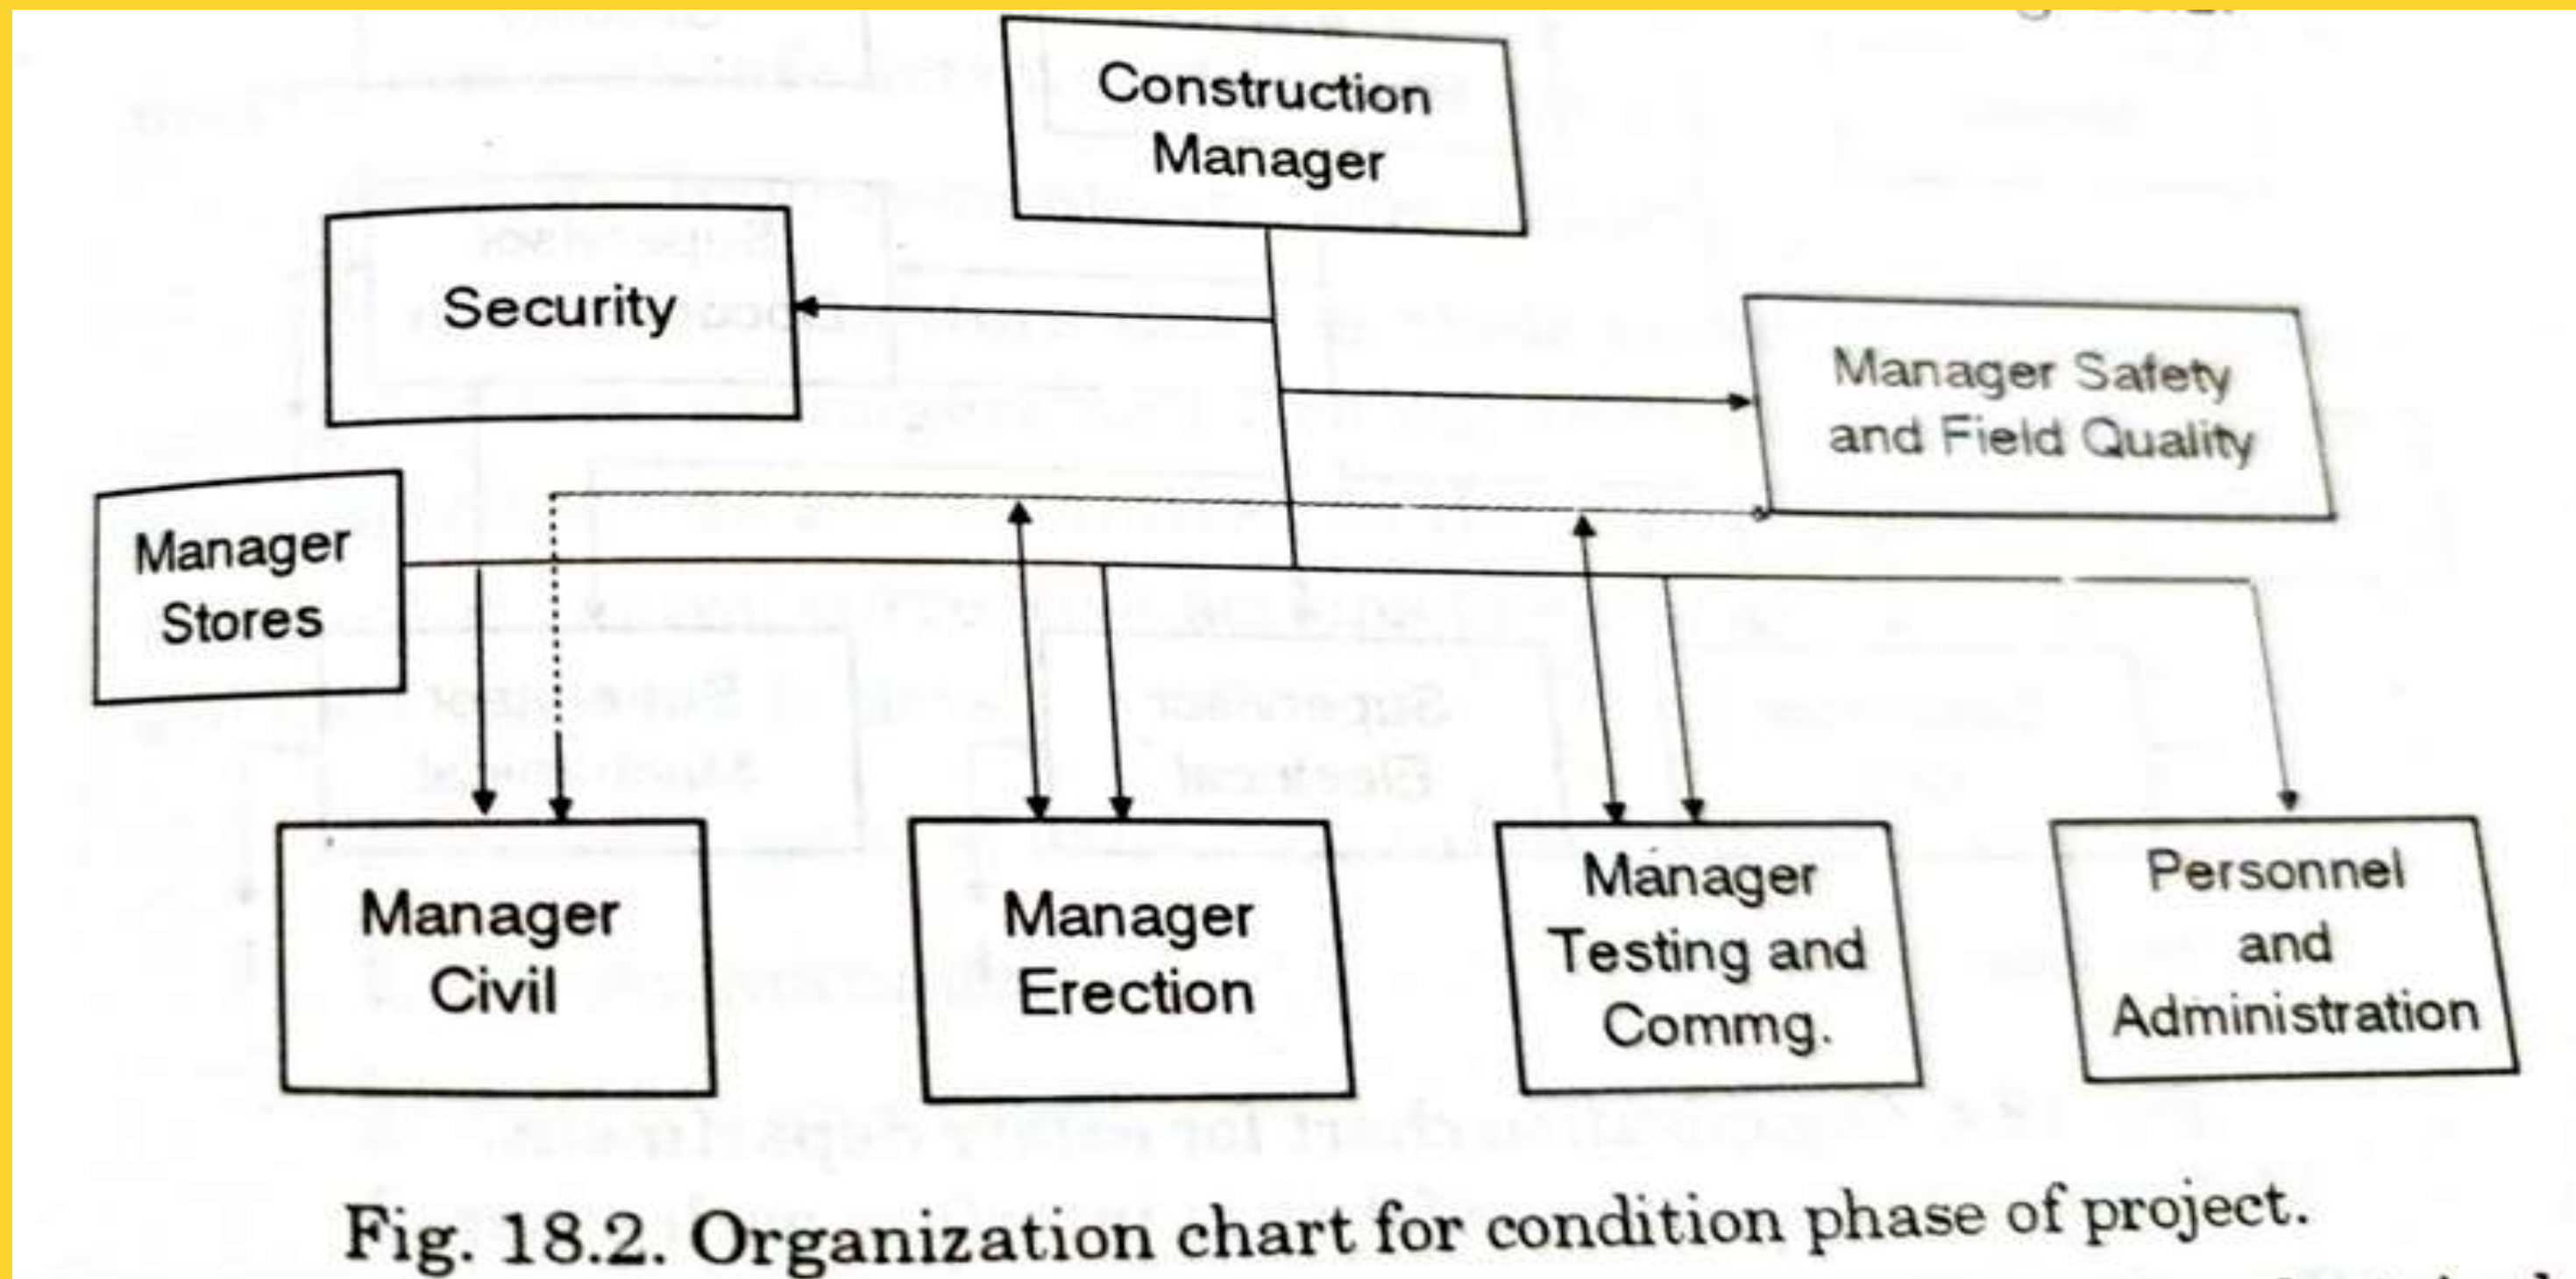 Construction
Manager
Security
Manager Safety
and Field Quality
Manager
Stores
Manager
Civil
Manager
Erection
Manager
Testing and
Commg.
Personnel
and
Administration
Fig. 18.2. Organization chart for condition phase of project.